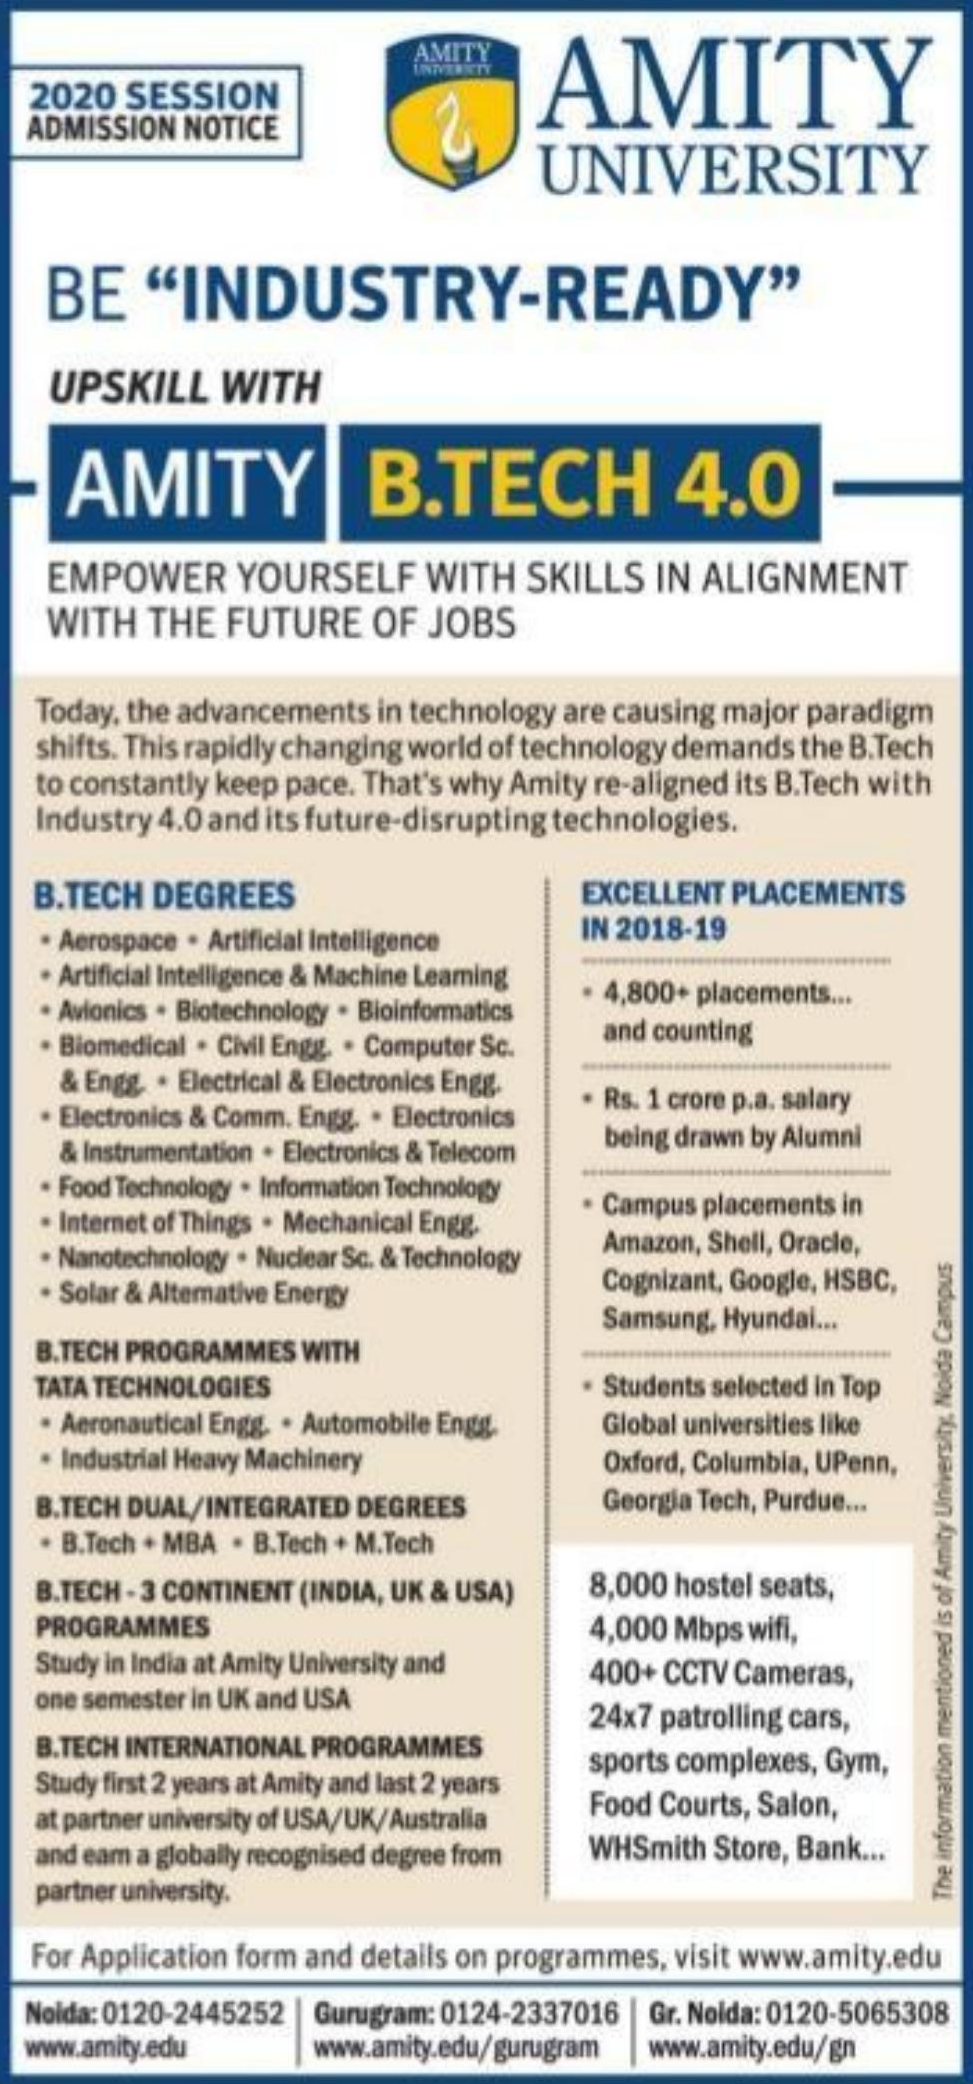 2020 SESSION
ADMISSION NOTICE
AMITY
UNIVERSITY
AMITY
UNIVERSITY
BE “INDUSTRY-READY”
UPSKILL WITH
AMITY B.TECH 4.0
EMPOWER YOURSELF WITH SKILLS IN ALIGNMENT
WITH THE FUTURE OF JOBS
Today, the advancements in technology are causing major paradigm
shifts. This rapidly changing world of technology demands the B.Tech
to constantly keep pace. That's why Amity re-aligned its B.Tech with
Industry 4.0 and its future-disrupting technologies.
B.TECH DEGREES
• Aerospace • Artificial Intelligence
• Artificial Intelligence & Machine Learning
• Avionics • Biotechnology • Bioinformatics
• Biomedical • Civil Engg. • Computer Sc.
& Engg. • Electrical & Electronics Engg.
• Electronics & Comm. Engg. • Electronics
& Instrumentation • Electronics & Telecom
• Food Technology • Information Technology
• Internet of Things • Mechanical Engg.
• Nanotechnology • Nuclear Sc. & Technology
• Solar & Alternative Energy
B.TECH PROGRAMMES WITH
TATA TECHNOLOGIES
• Aeronautical Engg. • Automobile Engg.
• Industrial Heavy Machinery
B.TECH DUAL/INTEGRATED DEGREES
• B.Tech + MBA • B.Tech + M.Tech
B.TECH - 3 CONTINENT (INDIA, UK & USA)
PROGRAMMES
Study in India at Amity University and
one semester in UK and USA
B.TECH INTERNATIONAL PROGRAMMES
Study first 2 years at Amity and last 2 years
at partner university of USA/UK/Australia
and earn a globally recognised degree from
partner university.
EXCELLENT PLACEMENTS
IN 2018-19
• 4,800+ placements...
and counting
• Rs. 1 crore p.a. salary
being drawn by Alumni
• Campus placements in
Amazon, Shell, Oracle,
Cognizant, Google, HSBC,
Samsung, Hyundai...
• Students selected in Top
Global universities like
Oxford, Columbia, UPenn,
Georgia Tech, Purdue...
8,000 hostel seats,
4,000 Mbps wifi,
400+ CCTV Cameras,
24x7 patrolling cars,
sports complexes, Gym,
Food Courts, Salon,
WHSmith Store, Bank...
The information mentioned is of Amity University, Noida Campus
For Application form and details on programmes, visit www.amity.edu
Noida: 0120-2445252
www.amity.edu
Gurugram: 0124-2337016
www.amity.edu/gurugram
Gr. Noida: 0120-5065308
www.amity.edu/gn